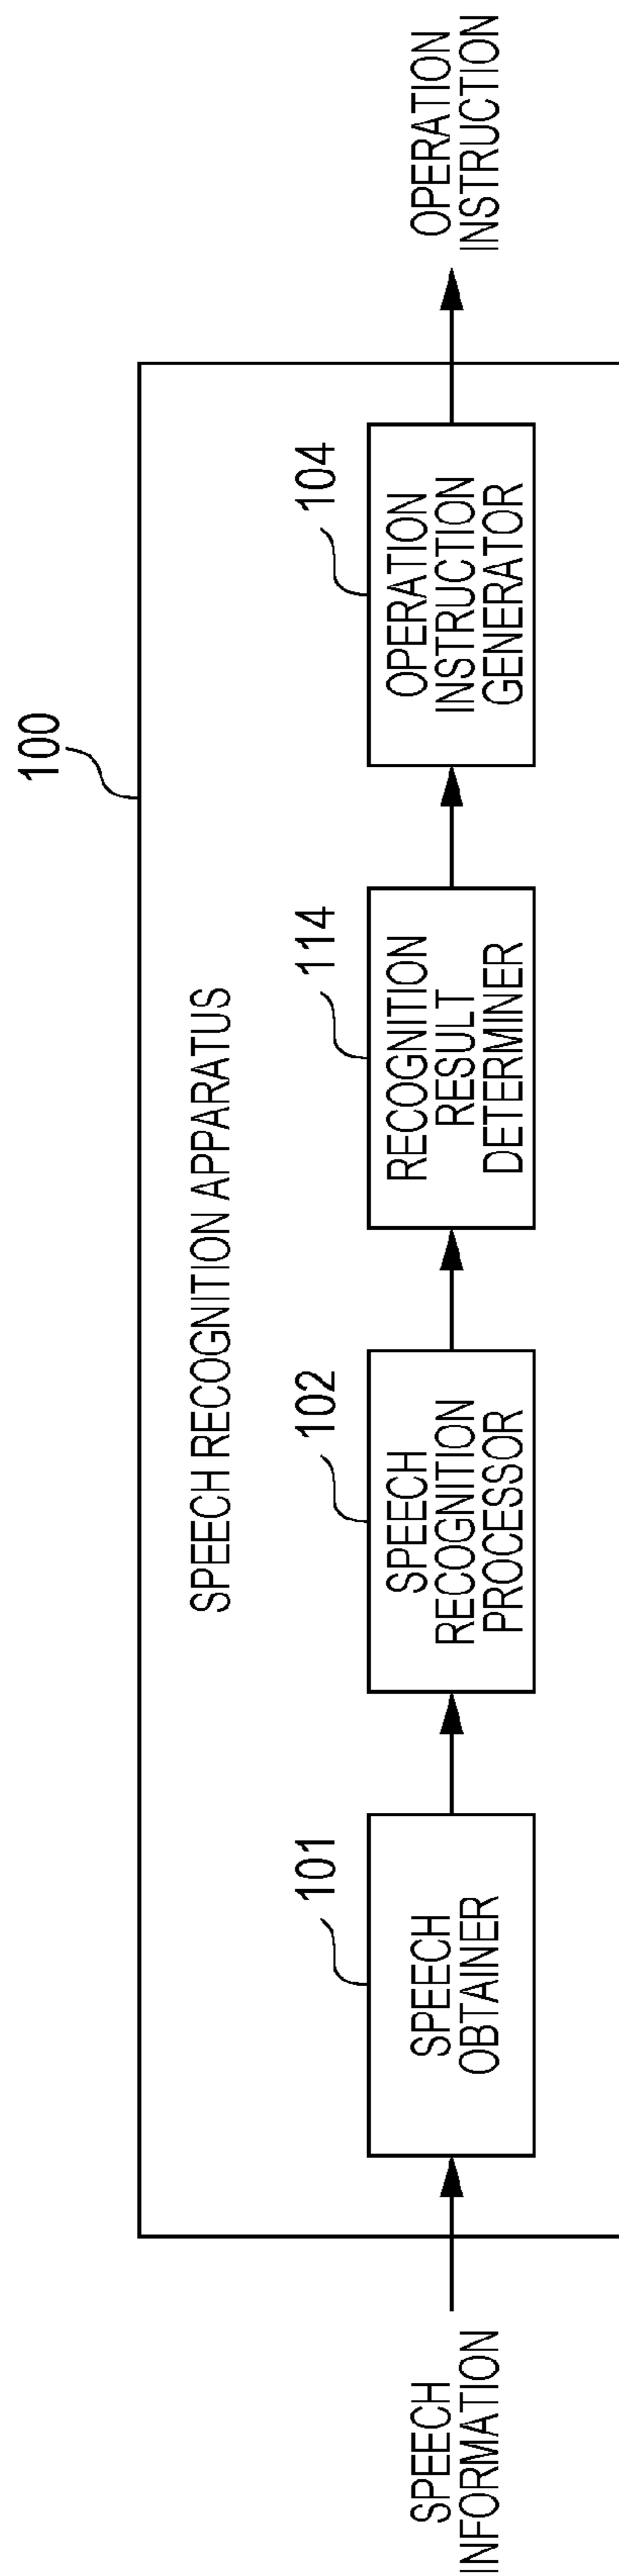 100
SPEECH RECOGNITION APPARATUS
SPEECH
INFORMATION
101
SPEECH
OBTAINER
102
SPEECH
RECOGNITION
PROCESSOR
114
RECOGNITION
RESULT
DETERMINER
104
OPERATION
INSTRUCTION
GENERATOR
OPERATION
INSTRUCTION